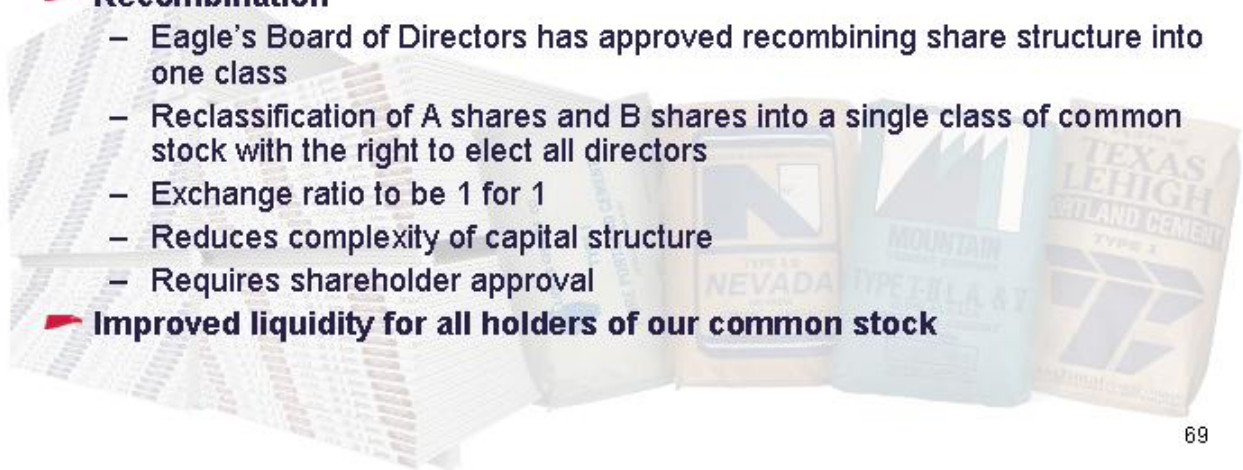 Recombination
– Eagle's Board of Directors has approved recombining share structure into
one class
– Reclassification of A shares and B shares into a single class of common
stock with the right to elect all directors
– Exchange ratio to be 1 for 1
– Reduces complexity of capital structure
– Requires shareholder approval
Improved liquidity for all holders of our common stock
TEXAS
LEHIGH
PORTLAND CEMENT
TYPE I
MOUNTAIN
NEVADA
69